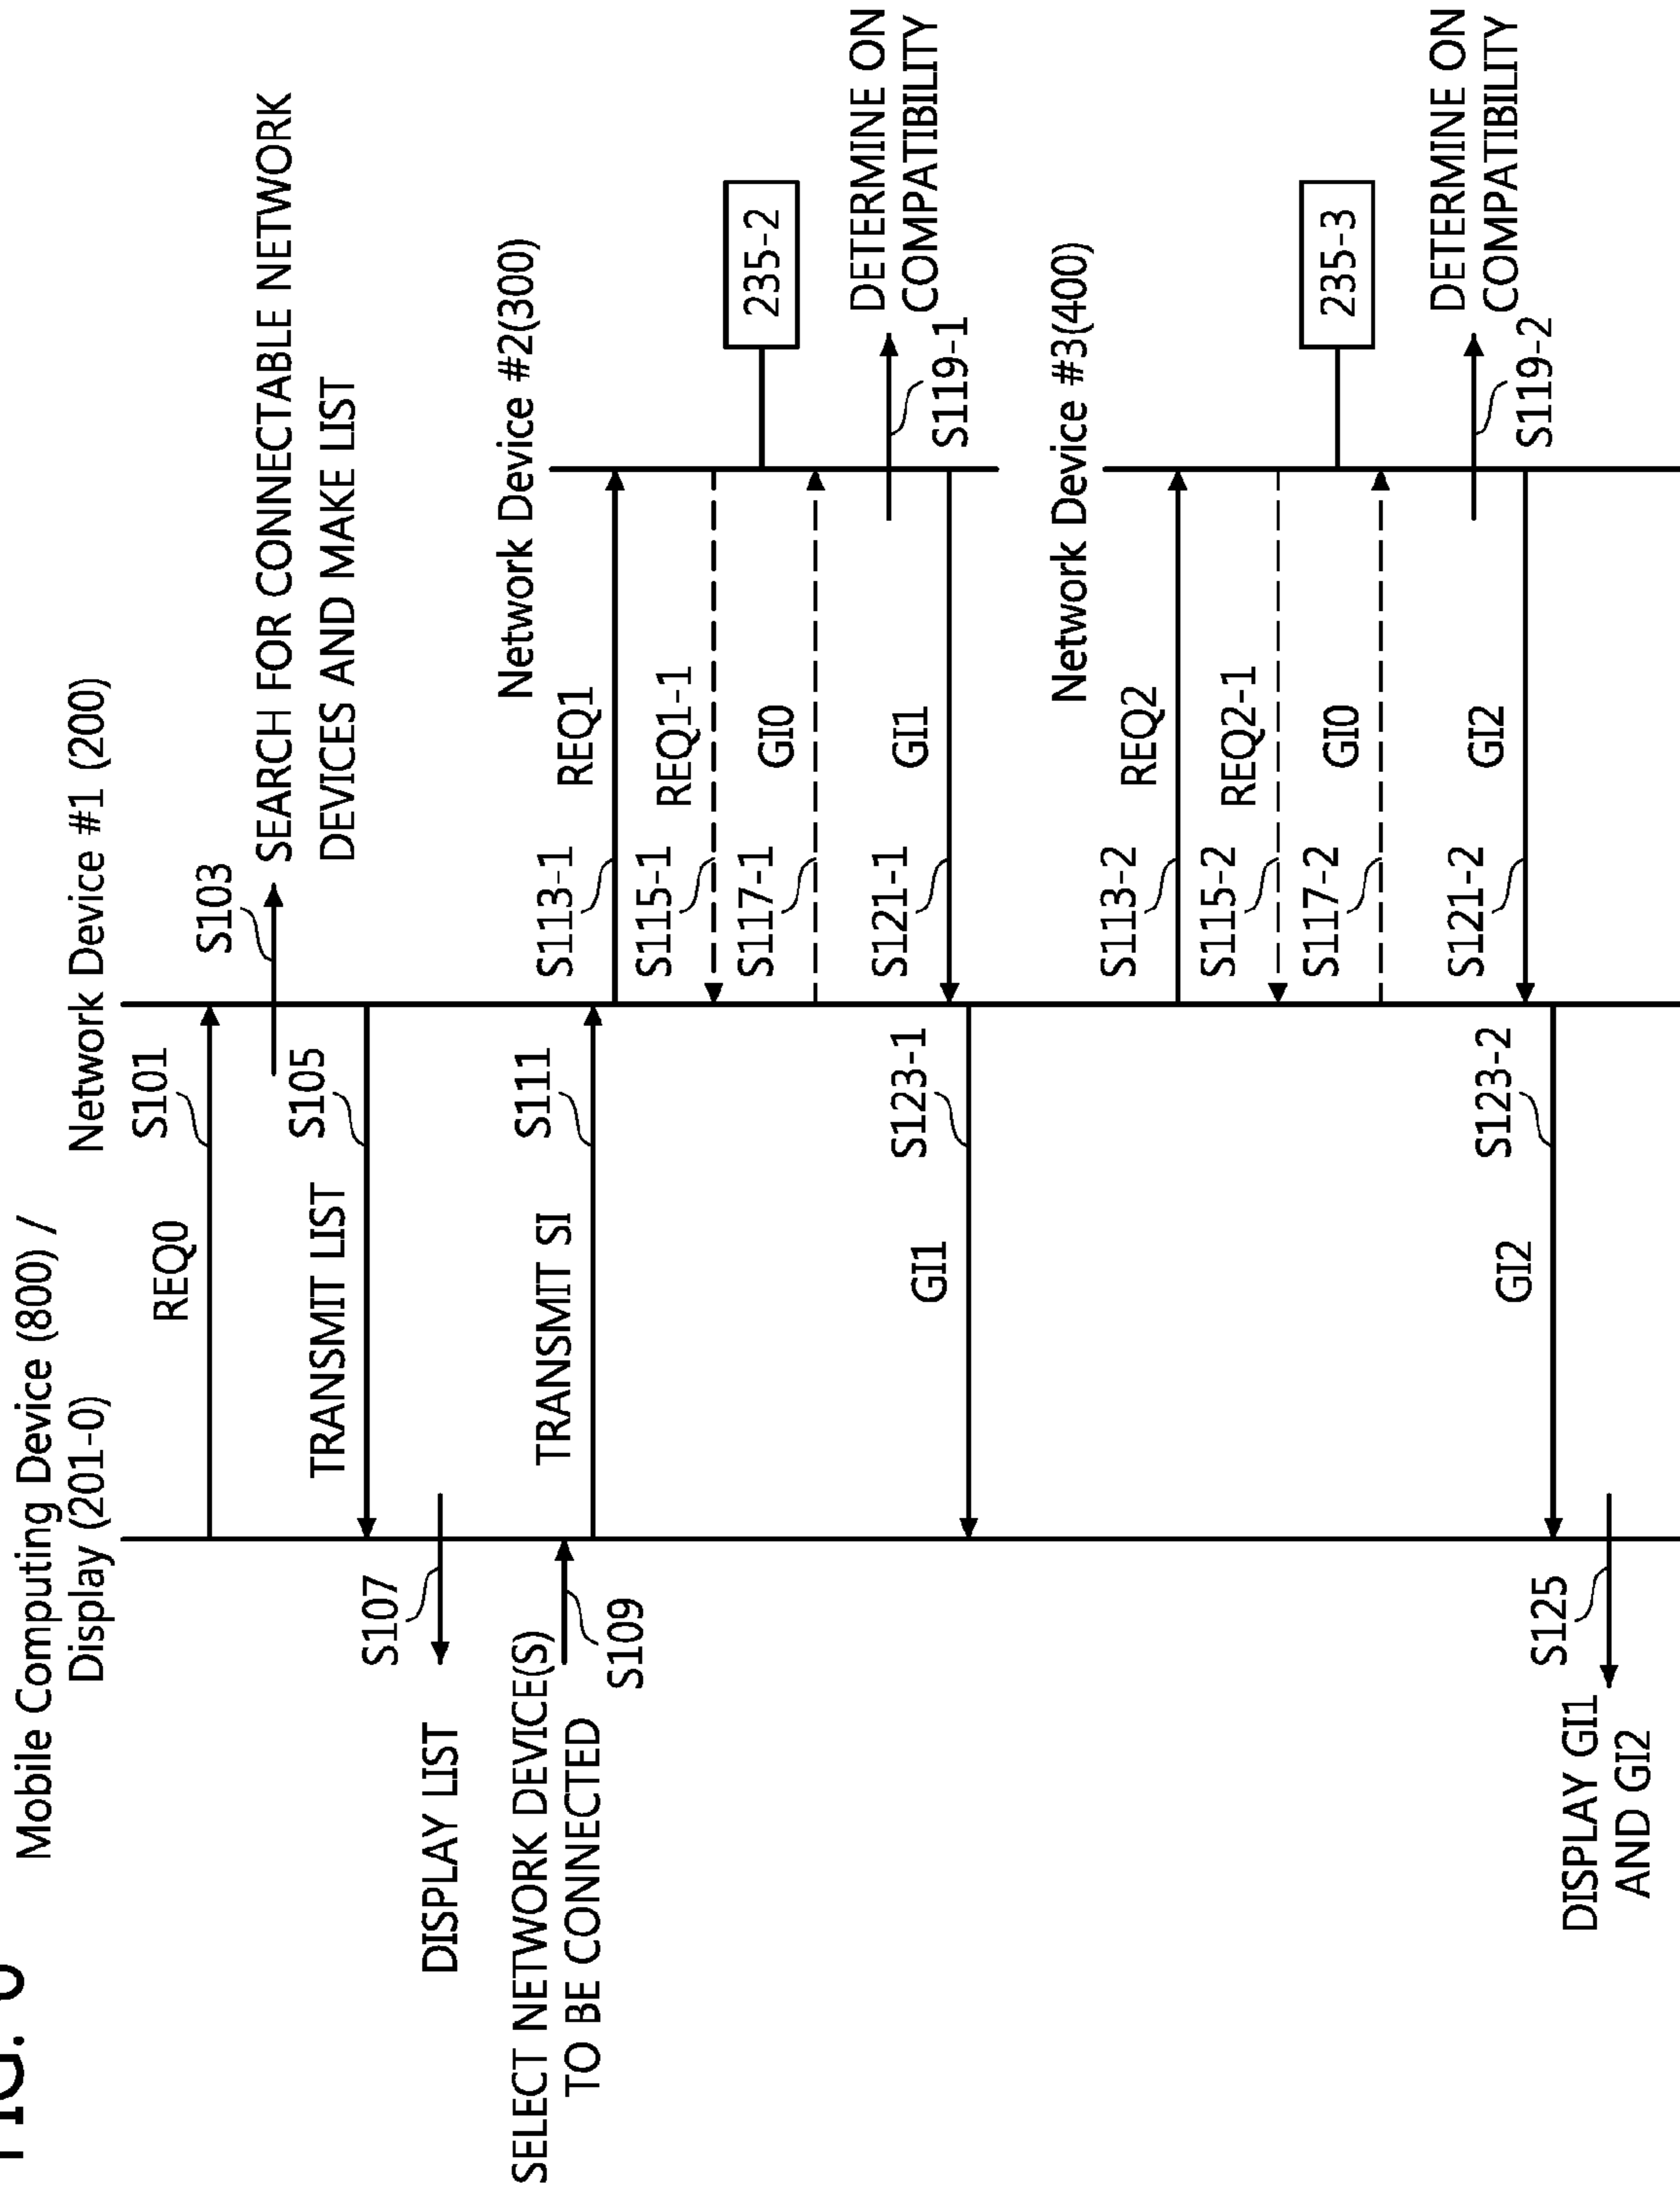 FIG. 6
Mobile Computing Device (800) /
Display (201-0)
Network Device #1 (200)
REQ0
S101
S103
SEARCH FOR CONNECTABLE NETWORK
DEVICES AND MAKE LIST
TRANSMIT LIST
S105
S107
DISPLAY LIST
SELECT NETWORK DEVICE(S)
TO BE CONNECTED
S109
TRANSMIT SI
S111
Network Device #2(300)
S113-1
REQ1
S115-1
REQ1-1
235-2
S117-1
GI0
DETERMINE ON
COMPATIBILITY
S119-1
S121-1
GI1
GI1
S123-1
Network Device #3(400)
S113-2
REQ2
S115-2
REQ2-1
235-3
S117-2
GI0
DETERMINE ON
COMPATIBILITY
S119-2
S121-2
GI2
GI2
S123-2
S125
DISPLAY GI1
AND GI2